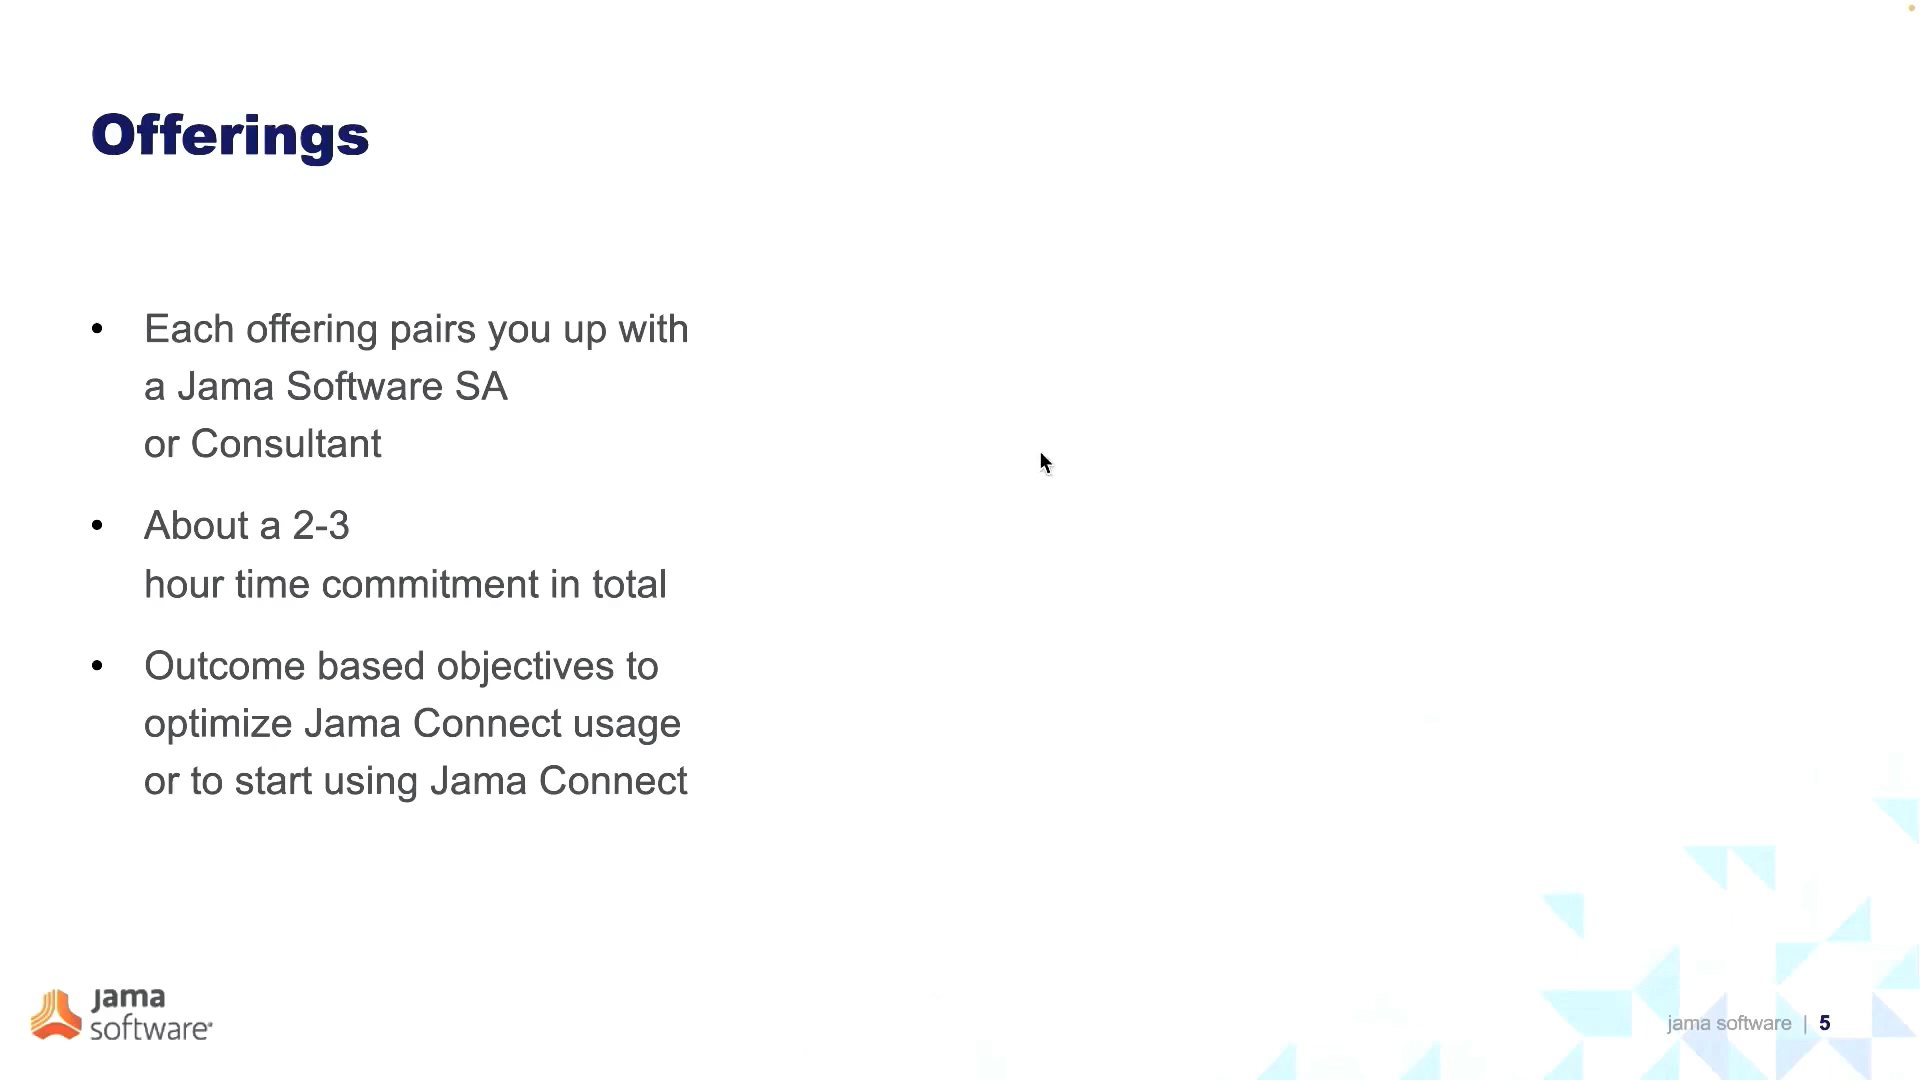 Offerings
• Each offering pairs you up with
a Jama Software SA
or Consultant
• About a 2-3
hour time commitment in total
• Outcome based objectives to
optimize Jama Connect usage
or to start using Jama Connect
jama
software
jama software | 5